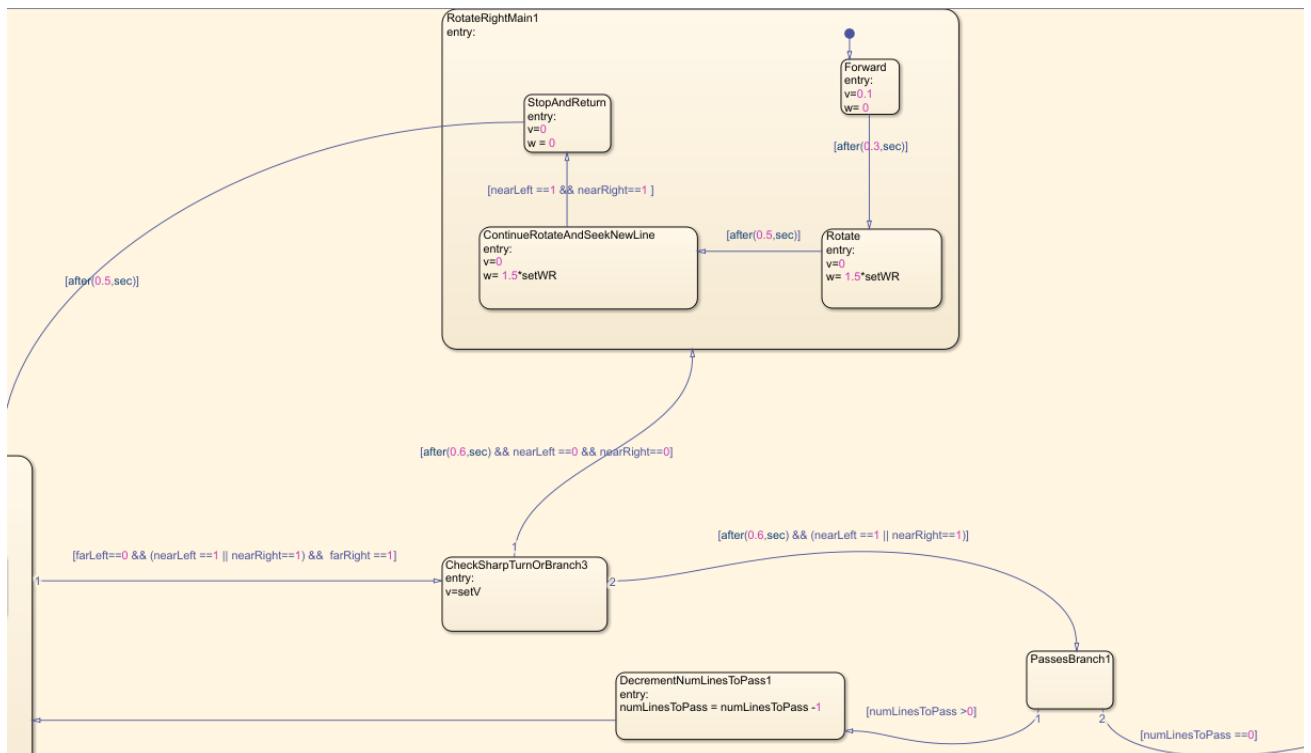 RotateRightMain1
entry:
Forward
entry:
v=0.1
w= 0
StopAndReturn
entry:
v=0
w = 0
[after(0.3,sec)]
[nearLeft ==1 && nearRight==1 ]
ContinueRotateAndSeekNewLine
entry:
v=0
w= 1.5*setWR
[after(0.5,sec)]
Rotate
entry:
v=0
w= 1.5*setWR
[after(0.5,sec)]
[after(0.6,sec) && nearLeft ==0 && nearRight==0]
[after(0.6,sec) && (nearLeft ==1 || nearRight==1)]
[farLeft==0 && (nearLeft ==1 || nearRight==1) &&  farRight ==1]
1
1
CheckSharpTurnOrBranch3
entry:
v=setV
2
PassesBranch1
DecrementNumLinesToPass1
entry:
numLinesToPass = numLinesToPass -1
[numLinesToPass >0]
1
2
[numLinesToPass ==0]